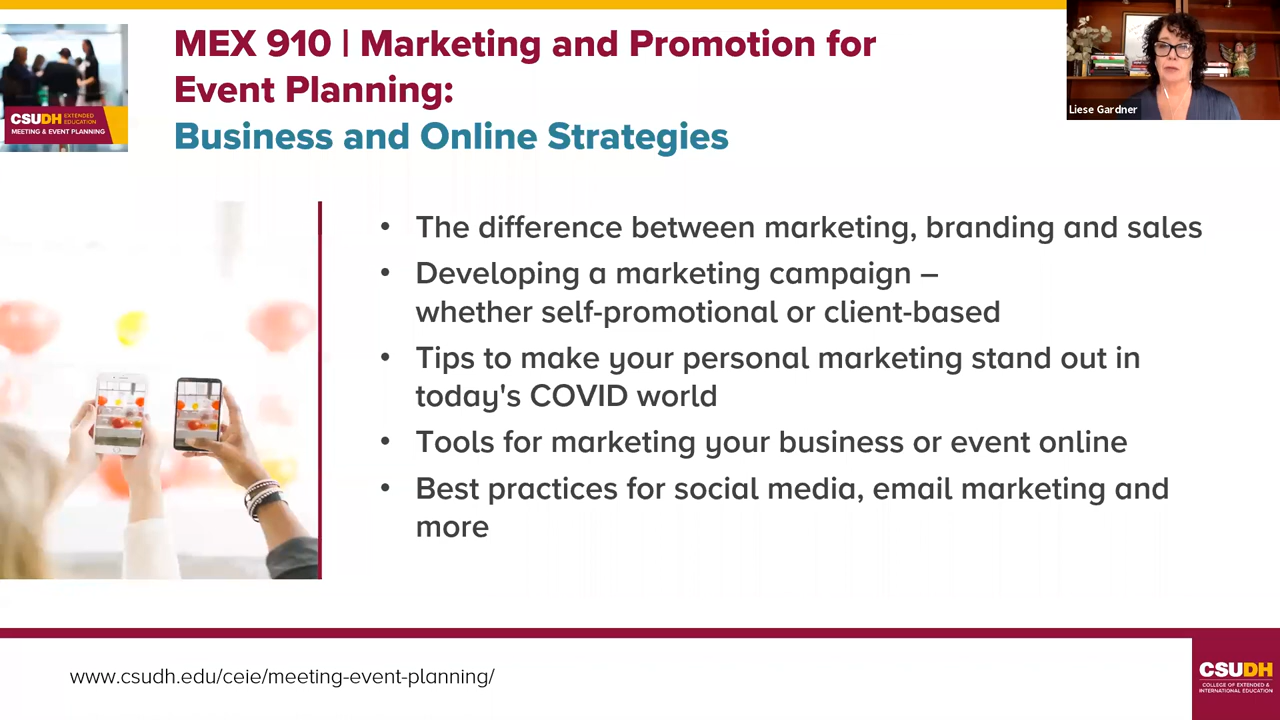 MEX 910 | Marketing and Promotion for
Event Planning:
Business and Online Strategies
CSUDH EXTENDED
EDUCATION
MEETING & EVENT PLANNING
Liese Gardner
• The difference between marketing, branding and sales
• Developing a marketing campaign –
whether self-promotional or client-based
• Tips to make your personal marketing stand out in
today's COVID world
• Tools for marketing your business or event online
• Best practices for social media, email marketing and
more
www.csudh.edu/ceie/meeting-event-planning/
CSUDH
COLLEGE OF EXTENDED &
INTERNATIONAL EDUCATION